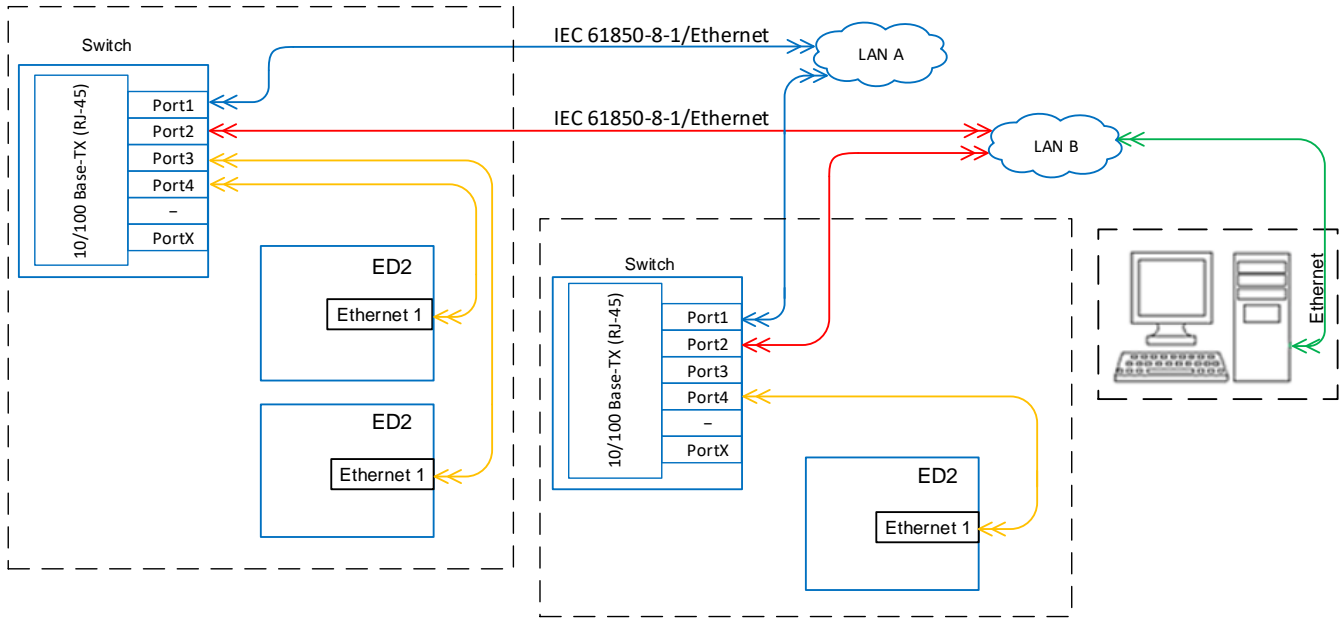 Switch
10/100 Base-TX (RJ-45)
Port1
Port2
Port3
Port4
–
PortX
ED2
Ethernet 1
ED2
Ethernet 1
IEC 61850-8-1/Ethernet
LAN A
IEC 61850-8-1/Ethernet
LAN B
Switch
10/100 Base-TX (RJ-45)
Port1
Port2
Port3
Port4
–
PortX
ED2
Ethernet 1
Ethernet